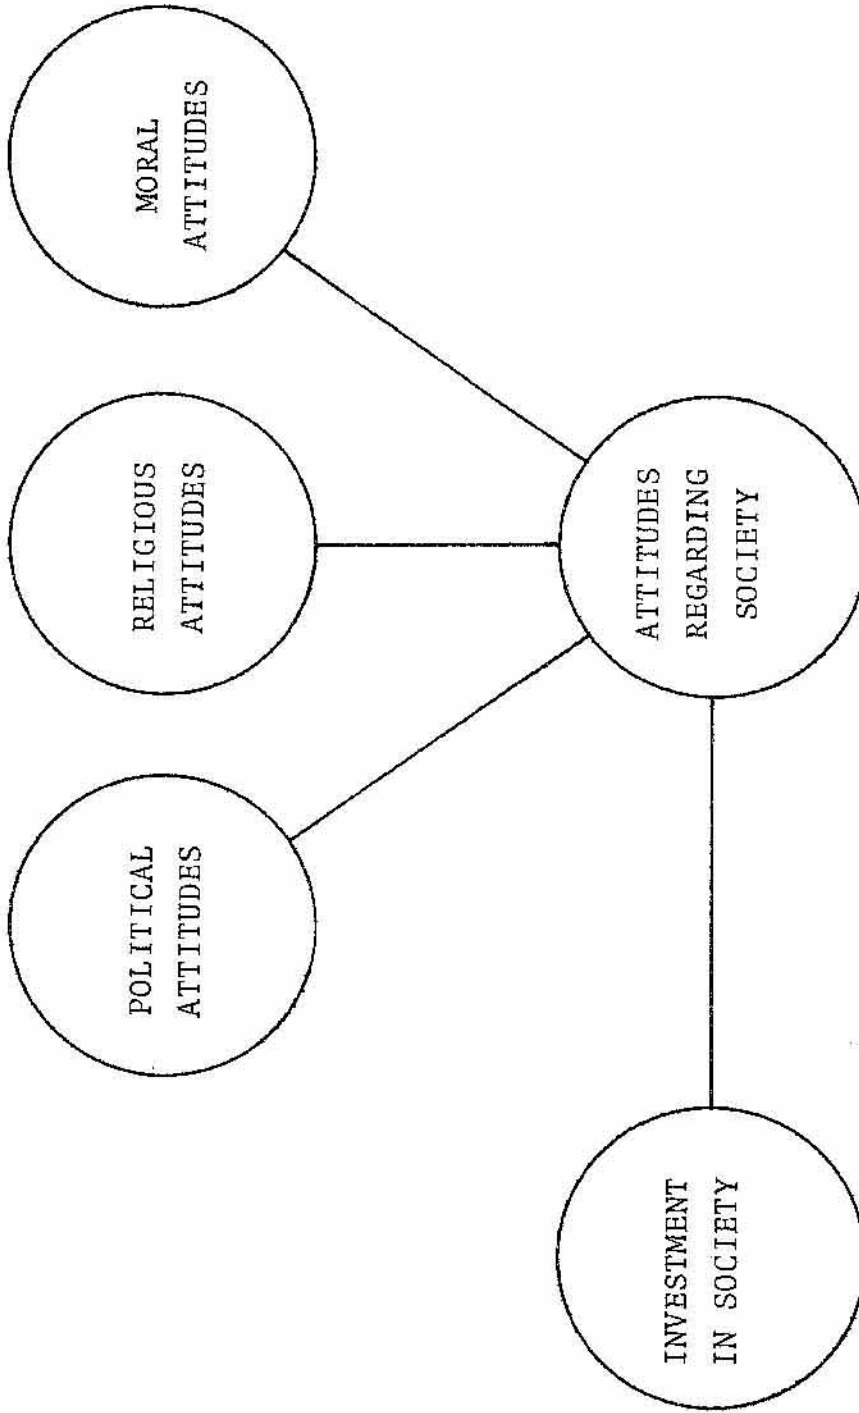 POLITICAL
ATTITUDES
RELIGIOUS
ATTITUDES
MORAL
ATTITUDES
INVESTMENT
IN SOCIETY
ATTITUDES
REGARDING
SOCIETY